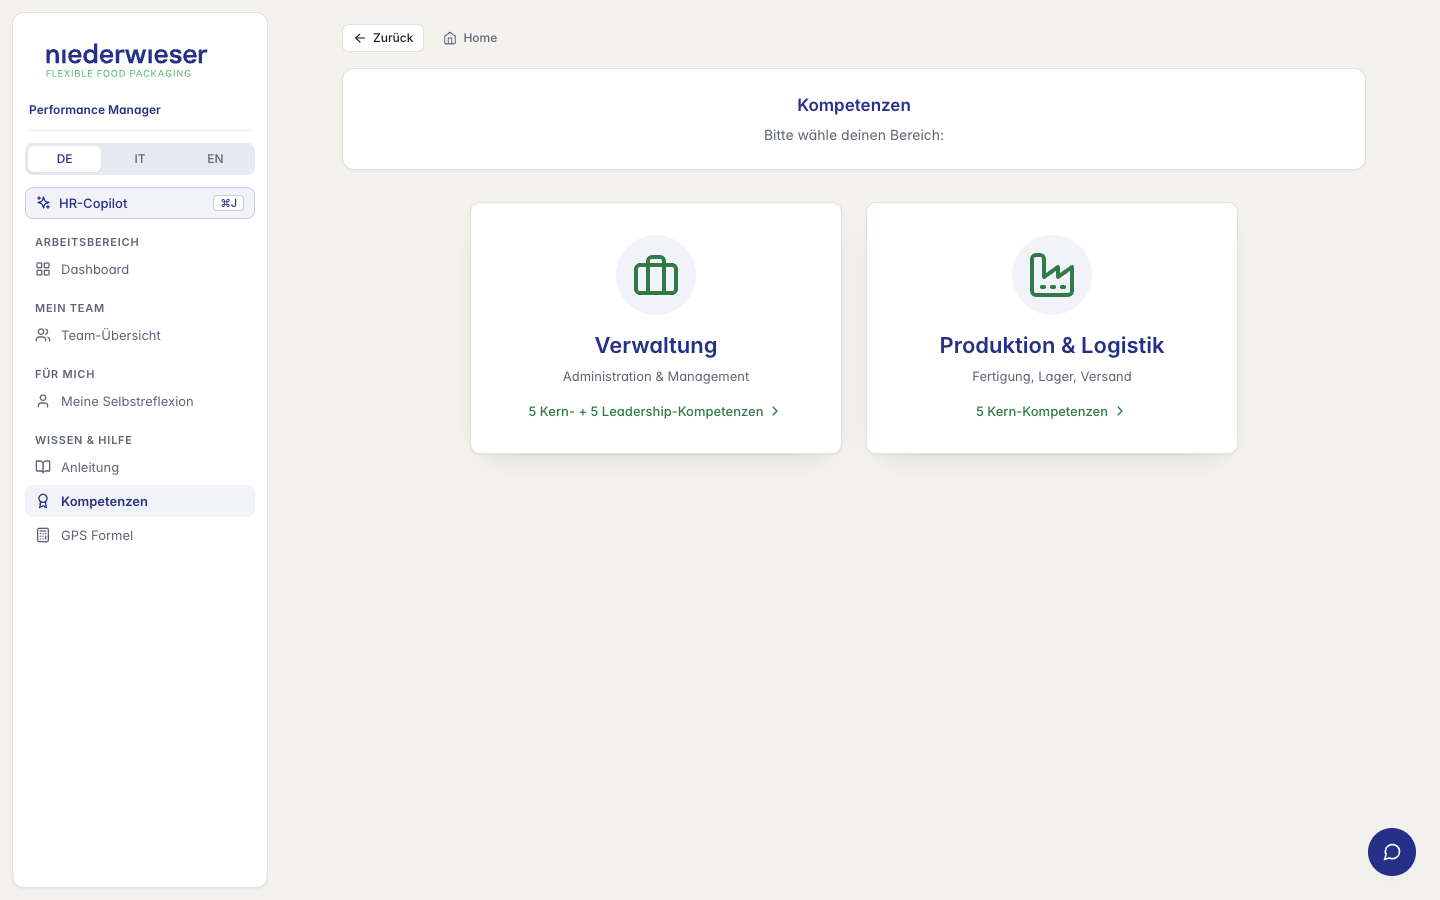 niederwieser
FLEXIBLE FOOD PACKAGING
Performance Manager
DE
IT
EN
HR-Copilot
⌘J
ARBEITSBEREICH
Dashboard
MEIN TEAM
Team-Übersicht
FÜR MICH
Meine Selbstreflexion
WISSEN & HILFE
Anleitung
Kompetenzen
GPS Formel
Zurück
Home
Kompetenzen
Bitte wähle deinen Bereich:
Verwaltung
Administration & Management
5 Kern- + 5 Leadership-Kompetenzen
Produktion & Logistik
Fertigung, Lager, Versand
5 Kern-Kompetenzen